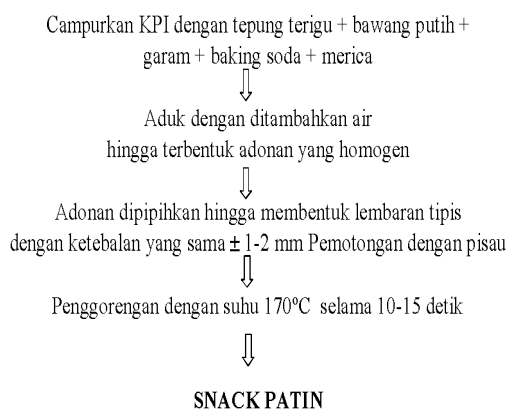 Campurkan KPI dengan tepung terigu + bawang putih +
garam + baking soda + merica
Aduk dengan ditambahkan air
hingga terbentuk adonan yang homogen
Adonan dipipihkan hingga membentuk lembaran tipis
dengan ketebalan yang sama ± 1-2 mm Pemotongan dengan pisau
Penggorengan dengan suhu 170°C selama 10-15 detik
SNACK PATIN